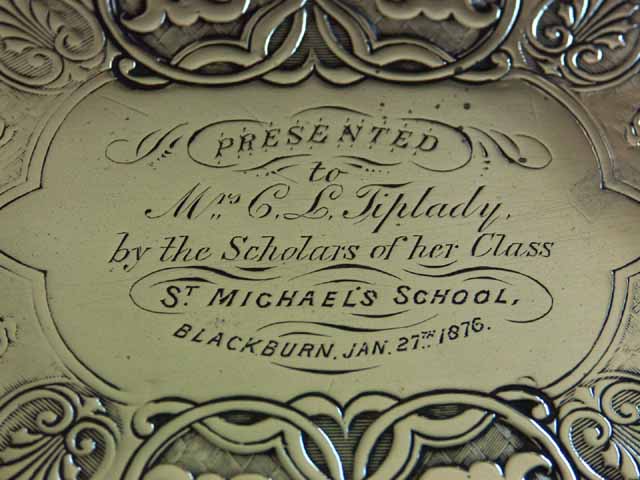 PRESENTED
to
Mrs C. L. Tiplady,
by the Scholars of her Class
ST MICHAEL'S SCHOOL,
BLACKBURN. JAN. 27TH 1876.